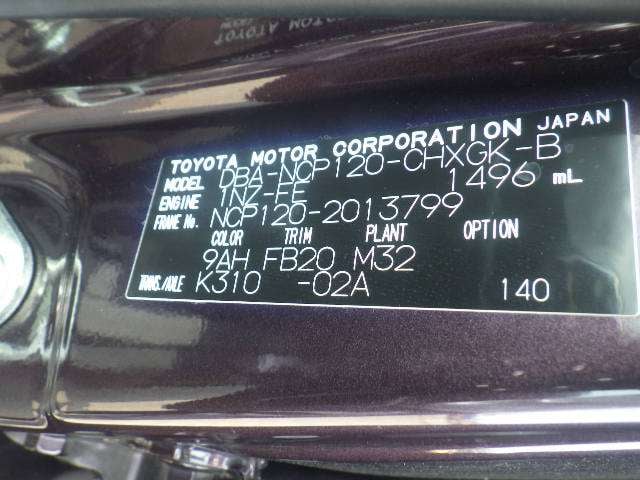 TOYOTA MOTOR CORPORATION JAPAN
MODEL DBA-NCP120-CHXGK-B
ENGINE 1NZ-FE 1496 mL
FRAME No. NCP120-2013799
COLOR TRIM PLANT OPTION
9AH FB20 M32
TRANS./AXLE K310 -02A 140